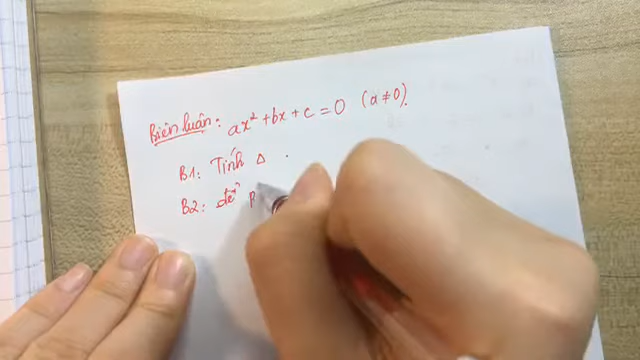 Biện luận: ax² + bx + c = 0 (a ≠ 0).
B1: Tính Δ .
B2: để P